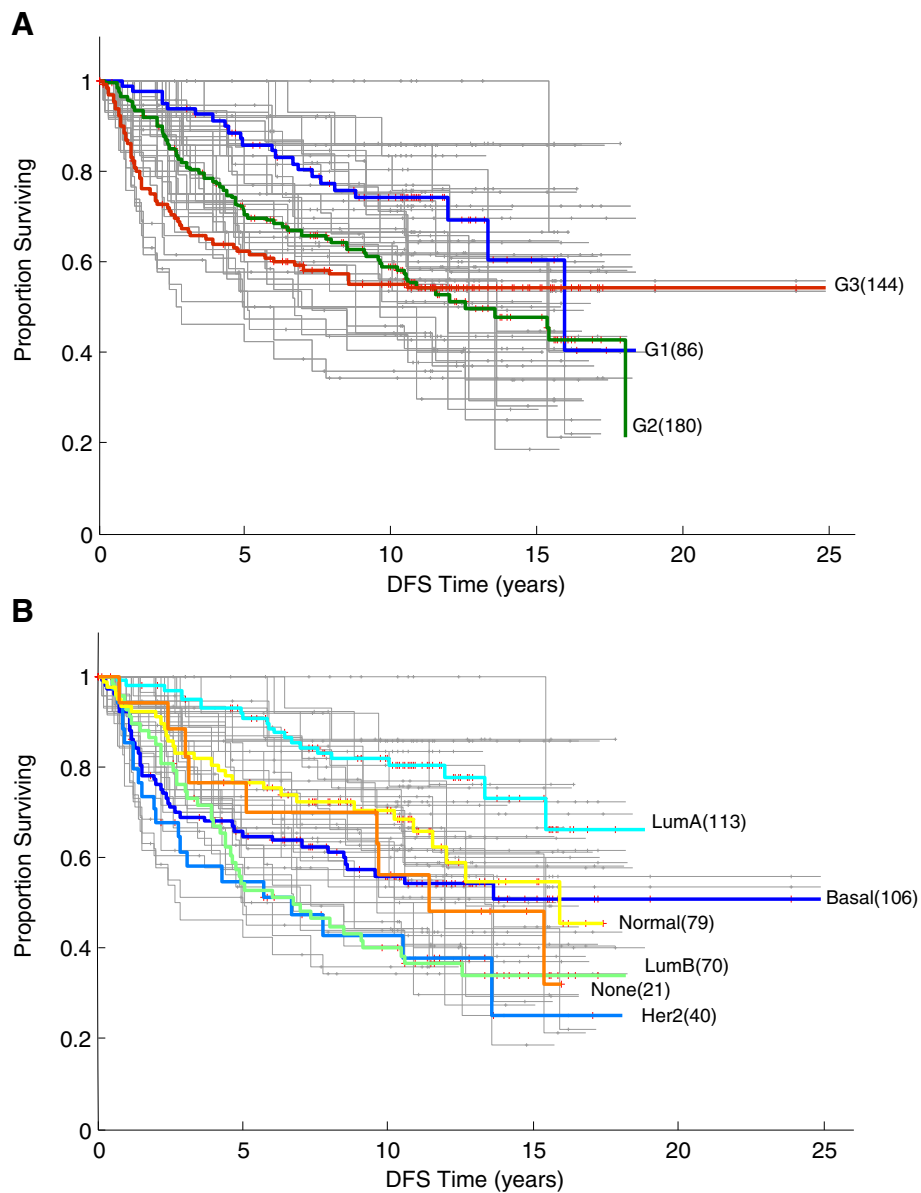 A
1
0.8
0.6
0.4
0.2
0
Proportion Surviving
G3(144)
G1(86)
G2(180)
0
5
10
15
20
25
DFS Time (years)
B
1
0.8
0.6
0.4
0.2
0
Proportion Surviving
LumA(113)
Basal(106)
Normal(79)
LumB(70)
None(21)
Her2(40)
0
5
10
15
20
25
DFS Time (years)